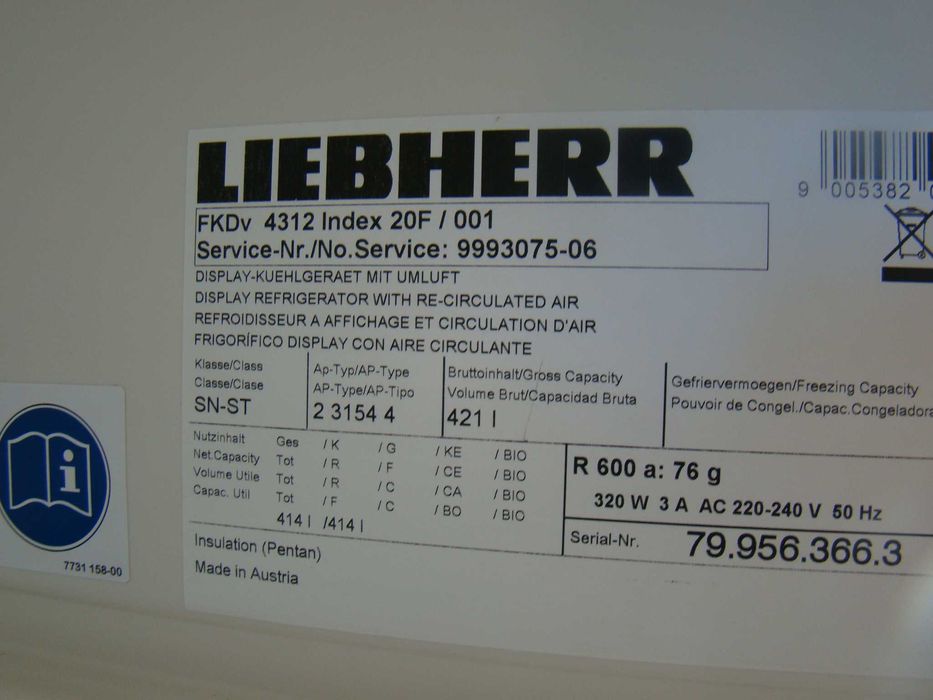 LIEBHERR
9 005382
FKDv 4312 Index 20F / 001
Service-Nr./No.Service: 9993075-06
DISPLAY-KUEHLGERAET MIT UMLUFT
DISPLAY REFRIGERATOR WITH RE-CIRCULATED AIR
REFROIDISSEUR A AFFICHAGE ET CIRCULATION D'AIR
FRIGORÍFICO DISPLAY CON AIRE CIRCULANTE
Klasse/Class
Classe/Clase
SN-ST
Ap-Typ/AP-Type
AP-Type/AP-Tipo
2 3154 4
Bruttoinhalt/Gross Capacity
Volume Brut/Capacidad Bruta
421 l
Gefriervermoegen/Freezing Capacity
Pouvoir de Congel./Capac.Congeladora
Nutzinhalt Ges / K / G / KE / BIO
Net.Capacity Tot / R / F / CE / BIO
Volume Utile Tot / R / C / CA / BIO
Capac. Util Tot / F / C / BO / BIO
414 l /414 l
R 600 a: 76 g
320 W 3 A AC 220-240 V 50 Hz
Serial-Nr. 79.956.366.3
Insulation (Pentan)
Made in Austria
i
7731 158-00